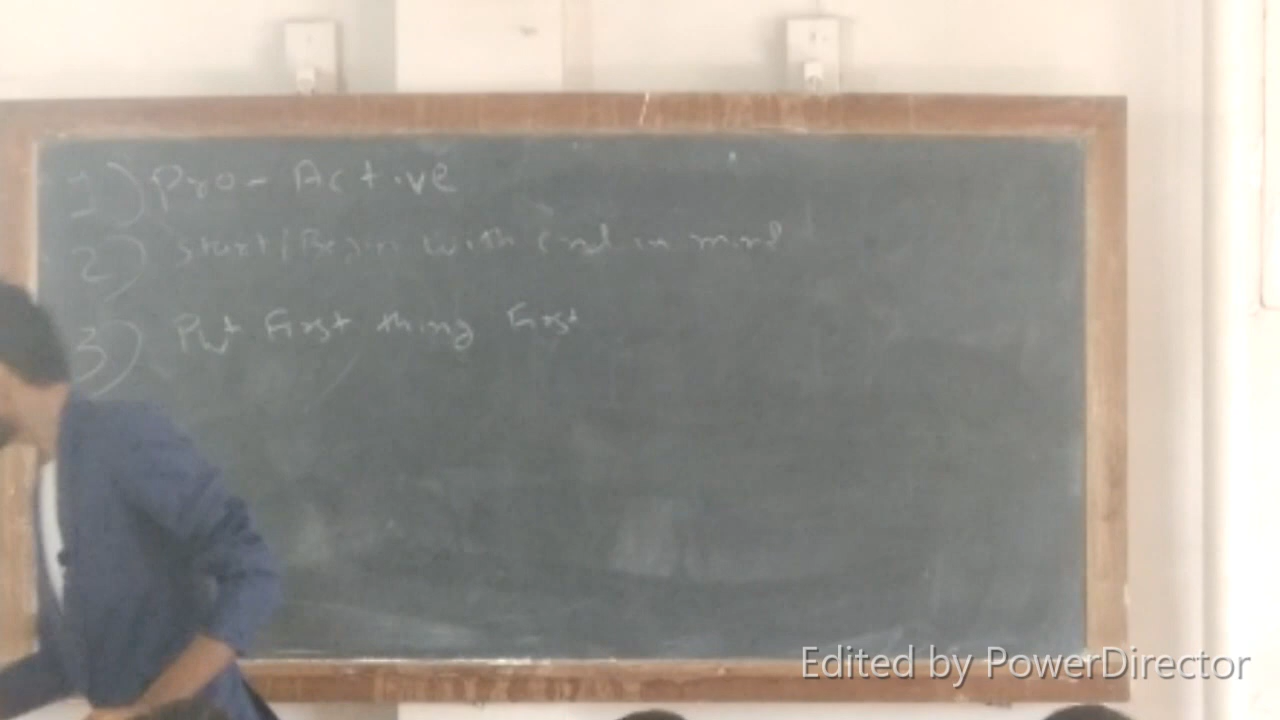 1) Pro-Active
2) Start/Begin with end in mind
3) Put First thing First
Edited by PowerDirector